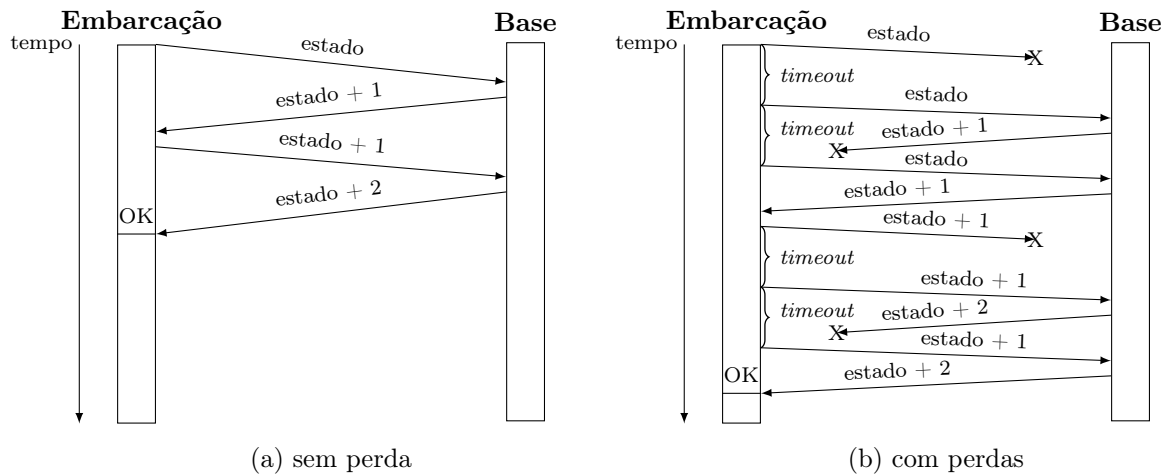 Embarcação
Base
tempo
estado
estado + 1
estado + 1
estado + 2
OK
(a) sem perda
Embarcação
Base
tempo
estado
X
timeout
estado
timeout
estado + 1
X
estado
estado + 1
estado + 1
X
timeout
estado + 1
timeout
estado + 2
X
estado + 1
OK
estado + 2
(b) com perdas